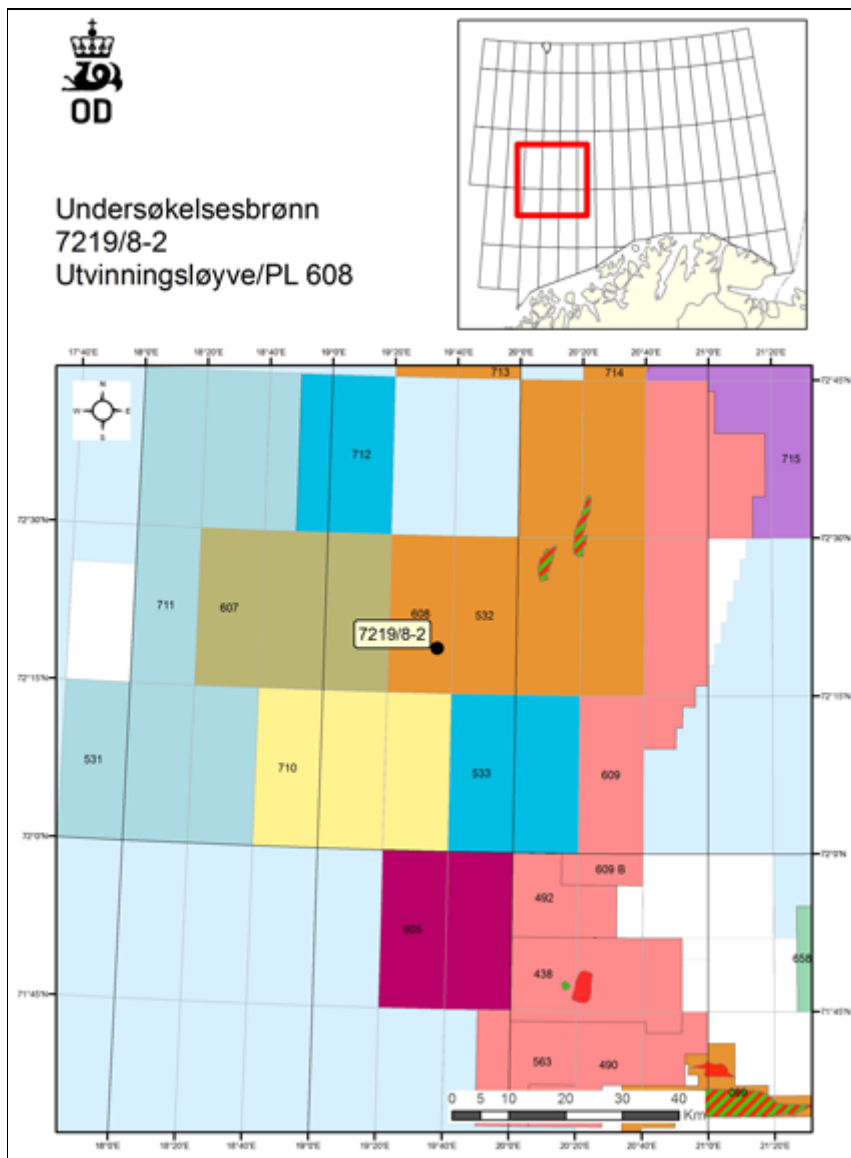 OD
Undersøkelsesbrønn
7219/8-2
Utvinningsløyve/PL 608
17°40'E 18°0'E 18°20'E 18°40'E 19°0'E 19°20'E 19°40'E 20°0'E 20°20'E 20°40'E 21°0'E 21°20'E
713 714
N
W E
S
72°45'N
712
715
72°30'N 72°30'N
711
607
608
532
7219/8-2
72°15'N 72°15'N
531
710
533
609
72°0'N 72°0'N
609 B
492
605
658
438
71°45'N 71°45'N
563
490
099
0 5 10 20 30 40
Km
18°0'E 18°20'E 18°40'E 19°0'E 19°20'E 19°40'E 20°0'E 20°20'E 20°40'E 21°0'E 21°20'E